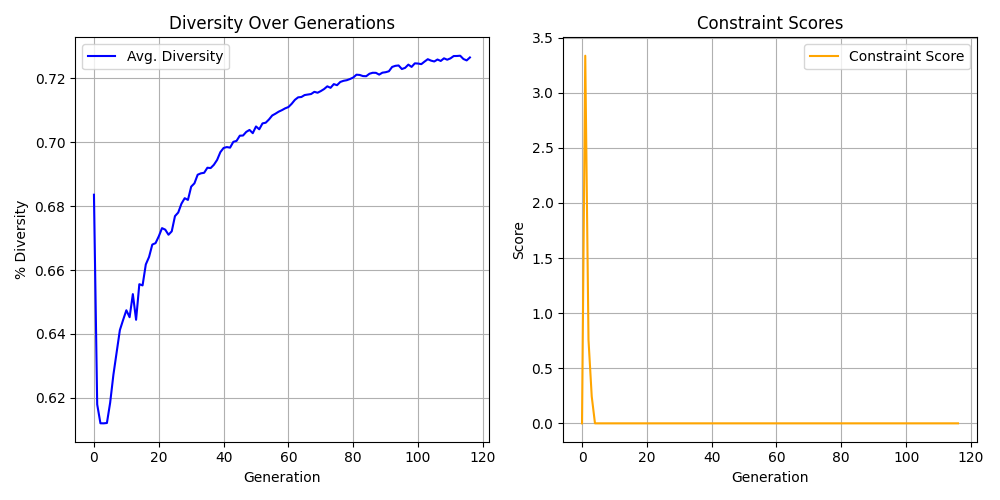 Diversity Over Generations
Avg. Diversity
% Diversity
0.72
0.70
0.68
0.66
0.64
0.62
0 20 40 60 80 100 120
Generation
Constraint Scores
Constraint Score
Score
3.5
3.0
2.5
2.0
1.5
1.0
0.5
0.0
0 20 40 60 80 100 120
Generation